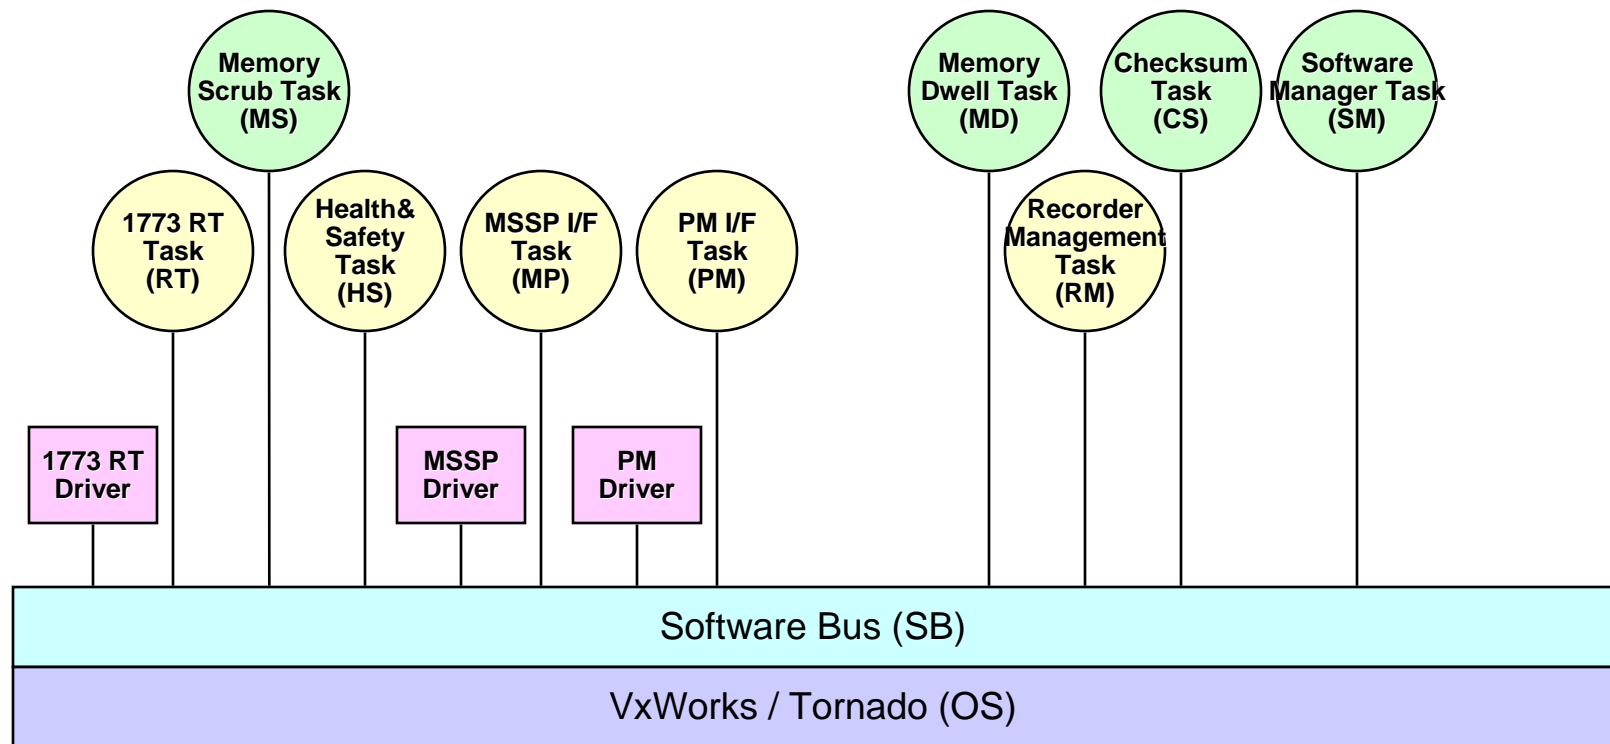 Memory
Scrub Task
(MS)
Memory
Dwell Task
(MD)
Checksum
Task
(CS)
Software
Manager Task
(SM)
1773 RT
Task
(RT)
Health&
Safety
Task
(HS)
MSSP I/F
Task
(MP)
PM I/F
Task
(PM)
Recorder
Management
Task
(RM)
1773 RT
Driver
MSSP
Driver
PM
Driver
Software Bus (SB)
VxWorks / Tornado (OS)